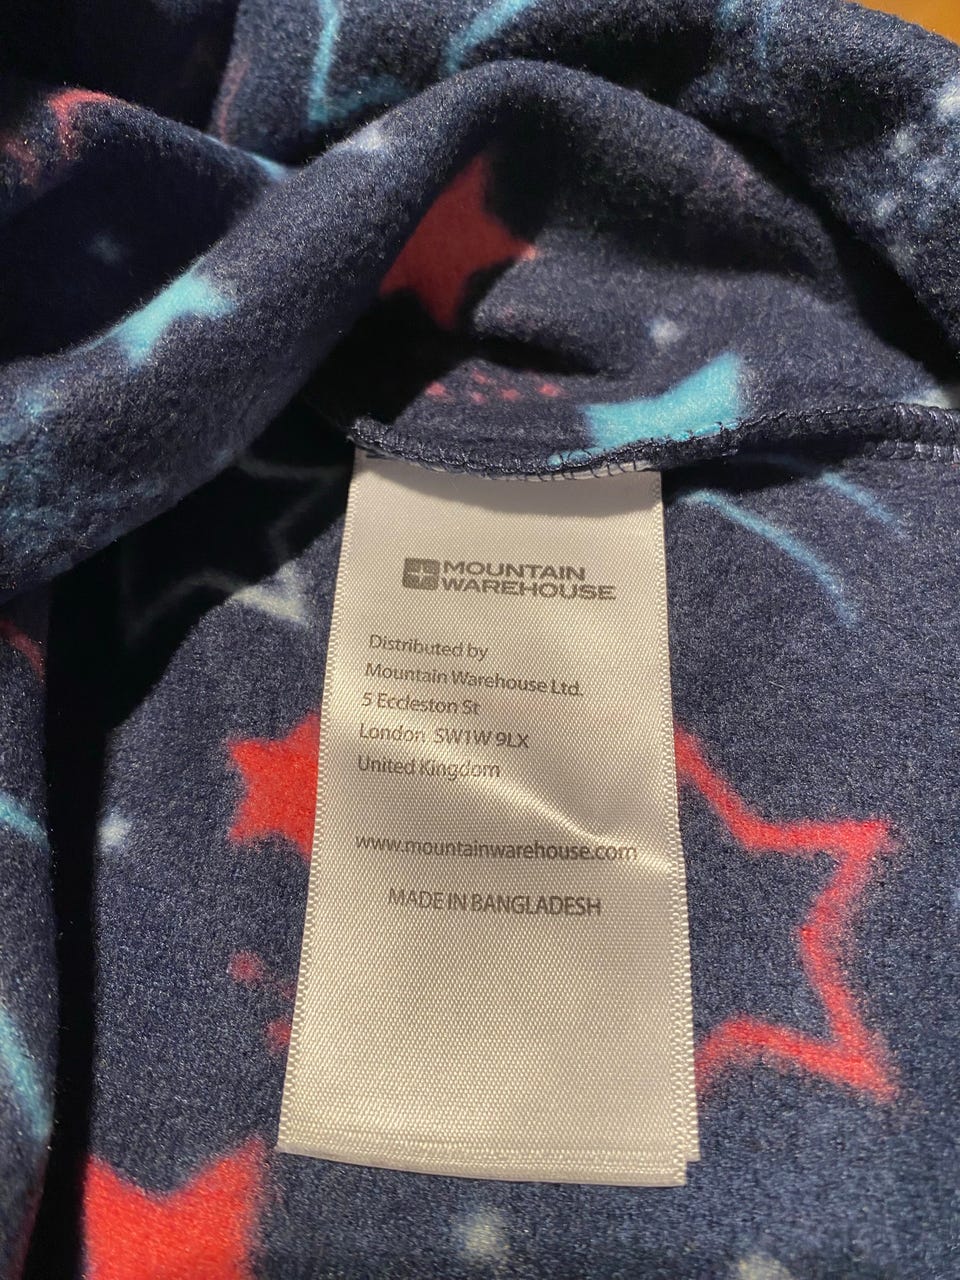 MOUNTAIN
WAREHOUSE
Distributed by
Mountain Warehouse Ltd.
5 Eccleston St
London SW1W 9LX
United Kingdom
www.mountainwarehouse.com
MADE IN BANGLADESH